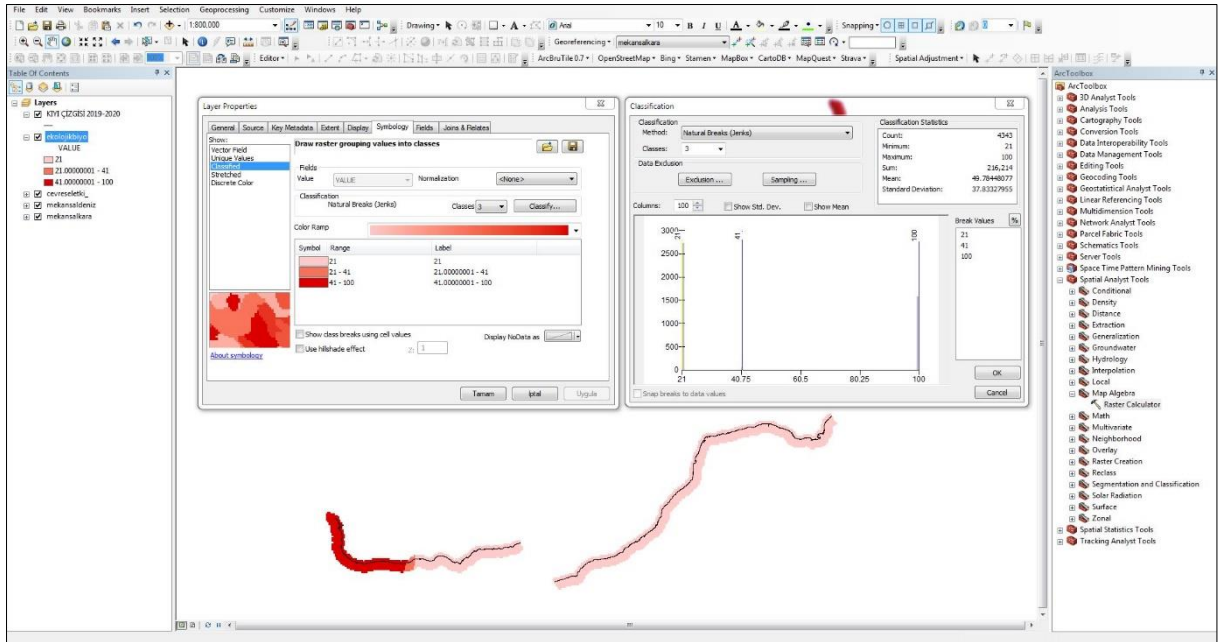 File Edit View Bookmarks Insert Selection Geoprocessing Customize Windows Help
1:800.000 Drawing A Arial 10 B I U A Snapping
Georeferencing mekansalkara
Editor ArcBruTile 0.7 OpenStreetMap Bing Stamen MapBox CartoDB MapQuest Strava Spatial Adjustment
Table Of Contents
Layers
KIYI ÇİZGİSİ 2019-2020
ekolojikbiyo
VALUE
21
21.00000001 - 41
41.00000001 - 100
cevreseletki_
mekansaldeniz
mekansalkara
Layer Properties
General Source Key Metadata Extent Display Symbology Fields Joins & Relates
Show:
Vector Field
Unique Values
Classified
Stretched
Discrete Color
About symbology
Draw raster grouping values into classes
Fields
Value VALUE Normalization <None>
Classification
Natural Breaks (Jenks) Classes 3 Classify...
Color Ramp
Symbol Range Label
21 21
21 - 41 21.00000001 - 41
41 - 100 41.00000001 - 100
Show class breaks using cell values Display NoData as
Use hillshade effect Z: 1
Tamam İptal Uygula
Classification
Classification
Method: Natural Breaks (Jenks)
Classes: 3
Data Exclusion
Exclusion ... Sampling ...
Classification Statistics
Count: 4343
Minimum: 21
Maximum: 100
Sum: 216,214
Mean: 49.78448077
Standard Deviation: 37.83327955
Columns: 100 Show Std. Dev. Show Mean
Break Values %
21
41
100
21 41 100
3000
2500
2000
1500
1000
500
0
21 40.75 60.5 80.25 100
Snap breaks to data values
OK
Cancel
ArcToolbox
ArcToolbox
3D Analyst Tools
Analysis Tools
Cartography Tools
Conversion Tools
Data Interoperability Tools
Data Management Tools
Editing Tools
Geocoding Tools
Geostatistical Analyst Tools
Linear Referencing Tools
Multidimension Tools
Network Analyst Tools
Parcel Fabric Tools
Schematics Tools
Server Tools
Space Time Pattern Mining Tools
Spatial Analyst Tools
Conditional
Density
Distance
Extraction
Generalization
Groundwater
Hydrology
Interpolation
Local
Map Algebra
Raster Calculator
Math
Multivariate
Neighborhood
Overlay
Raster Creation
Reclass
Segmentation and Classification
Solar Radiation
Surface
Zonal
Spatial Statistics Tools
Tracking Analyst Tools